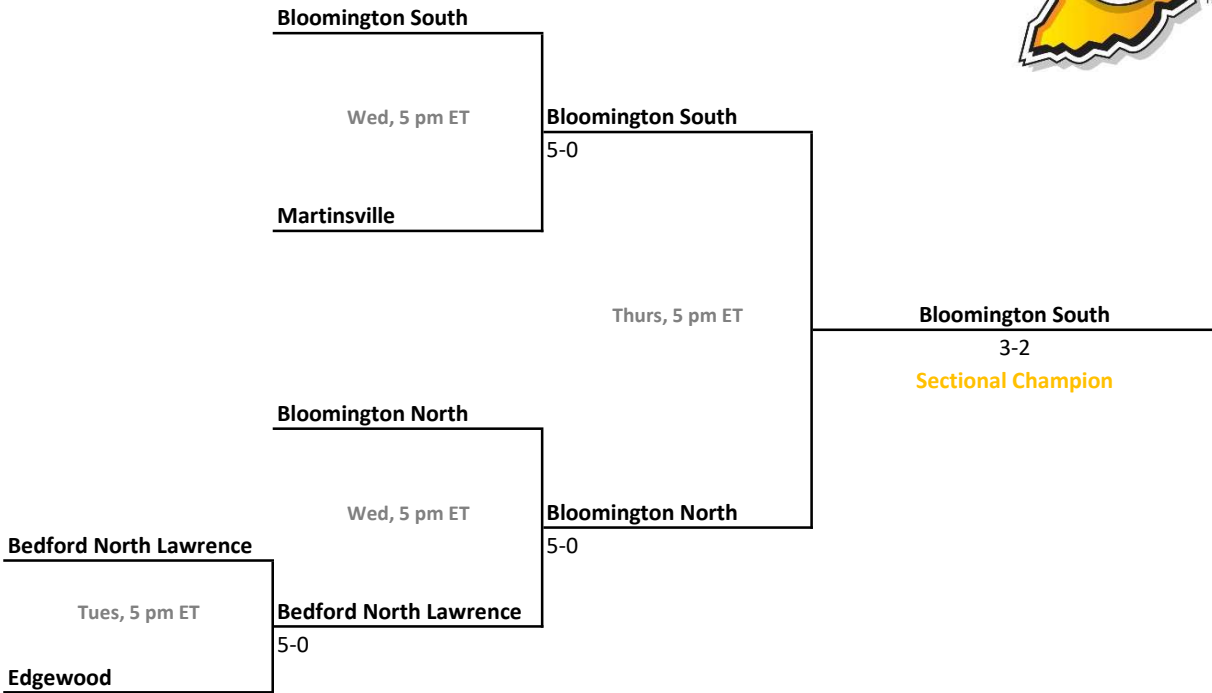 Bloomington South
Wed, 5 pm ET
Bloomington South
5-0
Martinsville
Thurs, 5 pm ET
Bloomington South
3-2
Sectional Champion
Bloomington North
Wed, 5 pm ET
Bloomington North
5-0
Bedford North Lawrence
Tues, 5 pm ET
Bedford North Lawrence
5-0
Edgewood